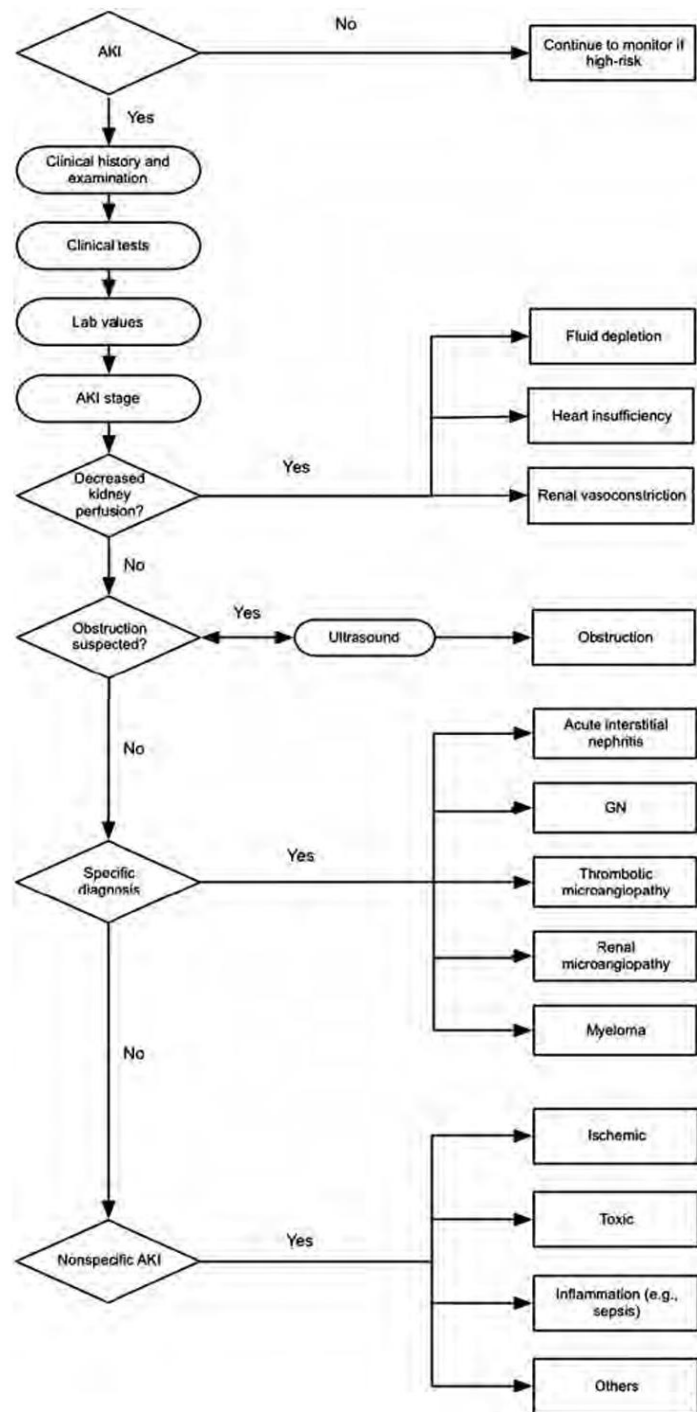 AKI
No
Continue to monitor if
high-risk
Yes
Clinical history and
examination
Clinical tests
Lab values
Fluid depletion
AKI stage
Heart insufficiency
Decreased
kidney
perfusion?
Yes
Renal vasoconstriction
No
Obstruction
suspected?
Yes
Ultrasound
Obstruction
No
Acute interstitial
nephritis
GN
Specific
diagnosis
Yes
Thrombotic
microangiopathy
Renal
microangiopathy
Myeloma
No
Ischemic
Toxic
Nonspecific AKI
Yes
Inflammation (e.g.,
sepsis)
Others